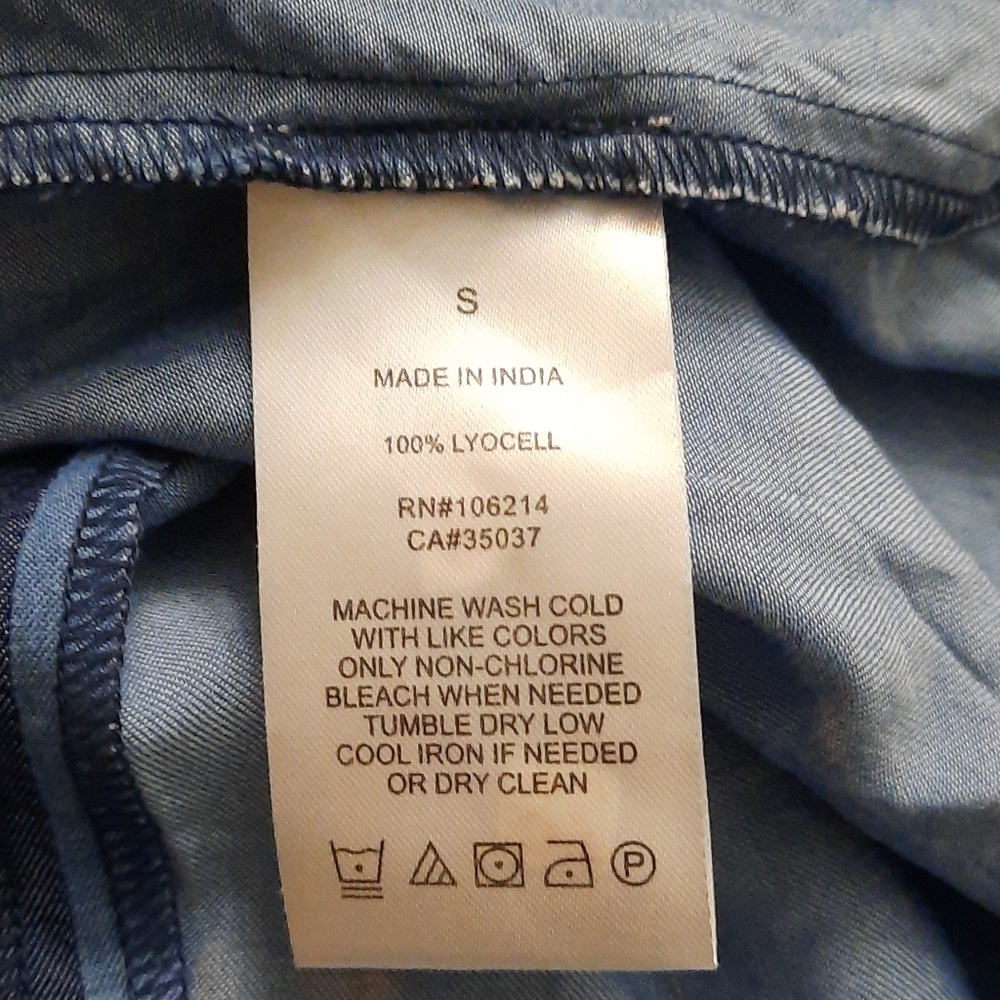 S
MADE IN INDIA
100% LYOCELL
RN#106214
CA#35037
MACHINE WASH COLD
WITH LIKE COLORS
ONLY NON-CHLORINE
BLEACH WHEN NEEDED
TUMBLE DRY LOW
COOL IRON IF NEEDED
OR DRY CLEAN
P